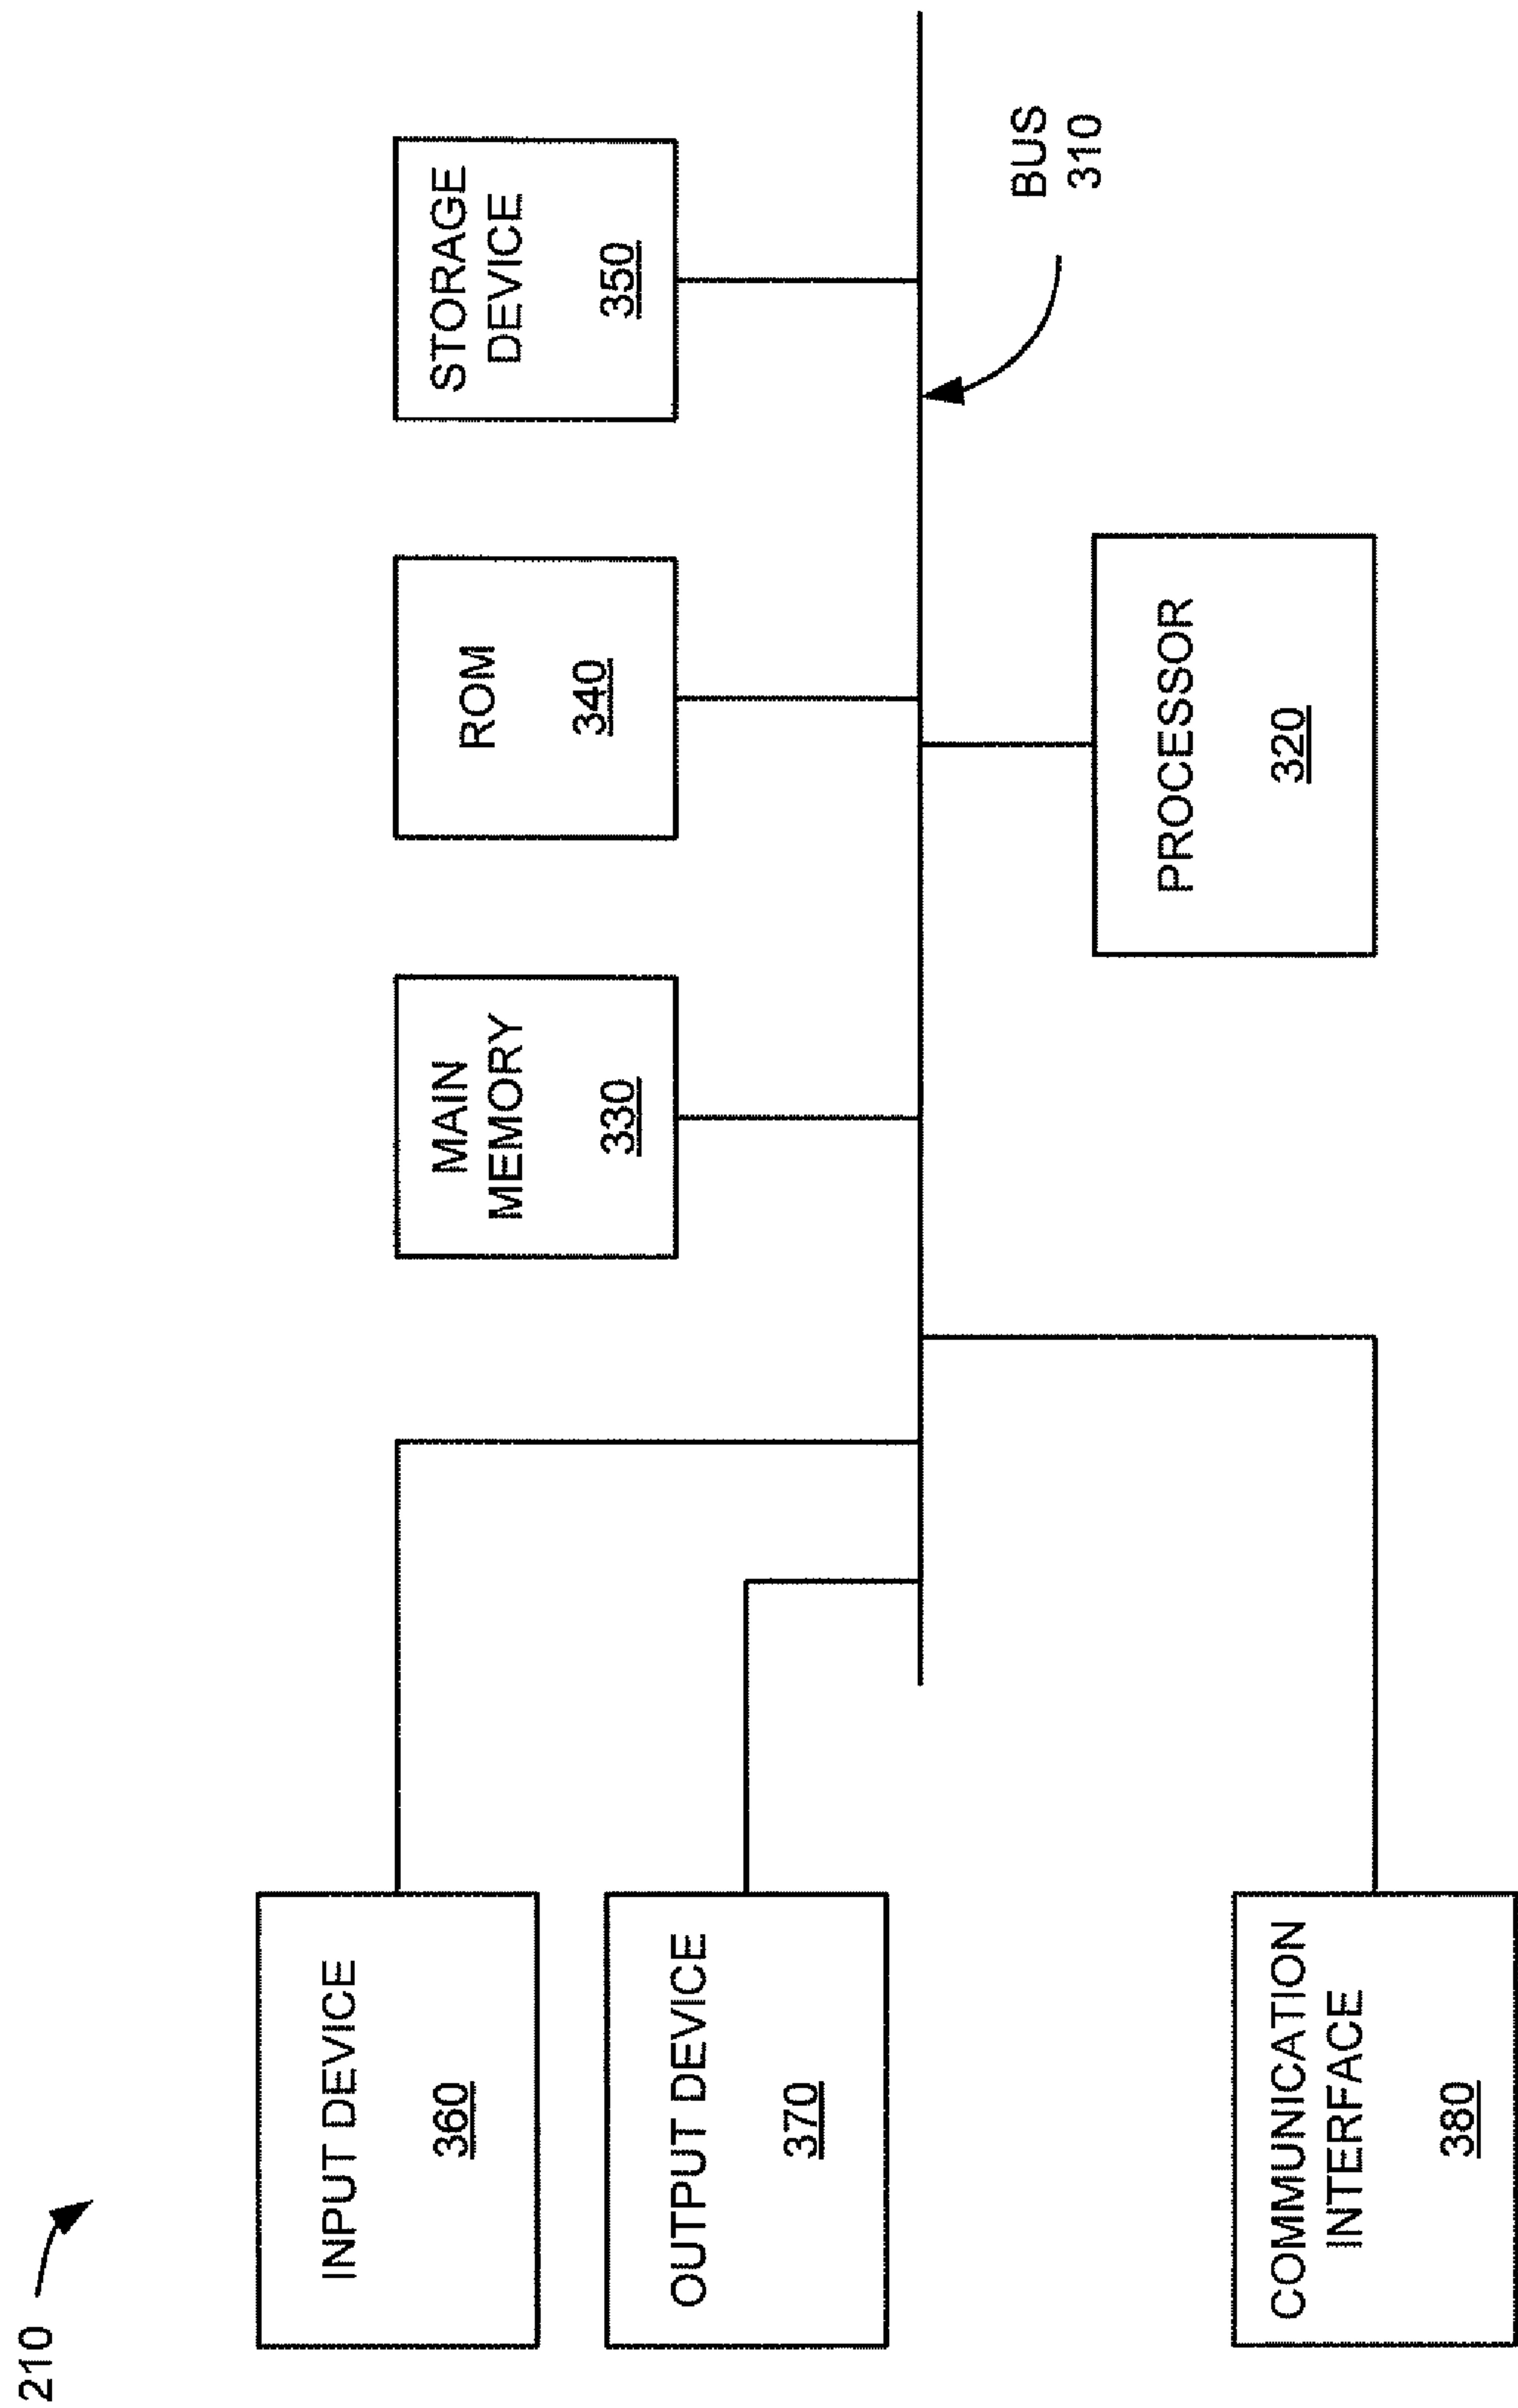 210
INPUT DEVICE
360
OUTPUT DEVICE
370
COMMUNICATION
INTERFACE
380
MAIN
MEMORY
330
ROM
340
STORAGE
DEVICE
350
PROCESSOR
320
BUS
310